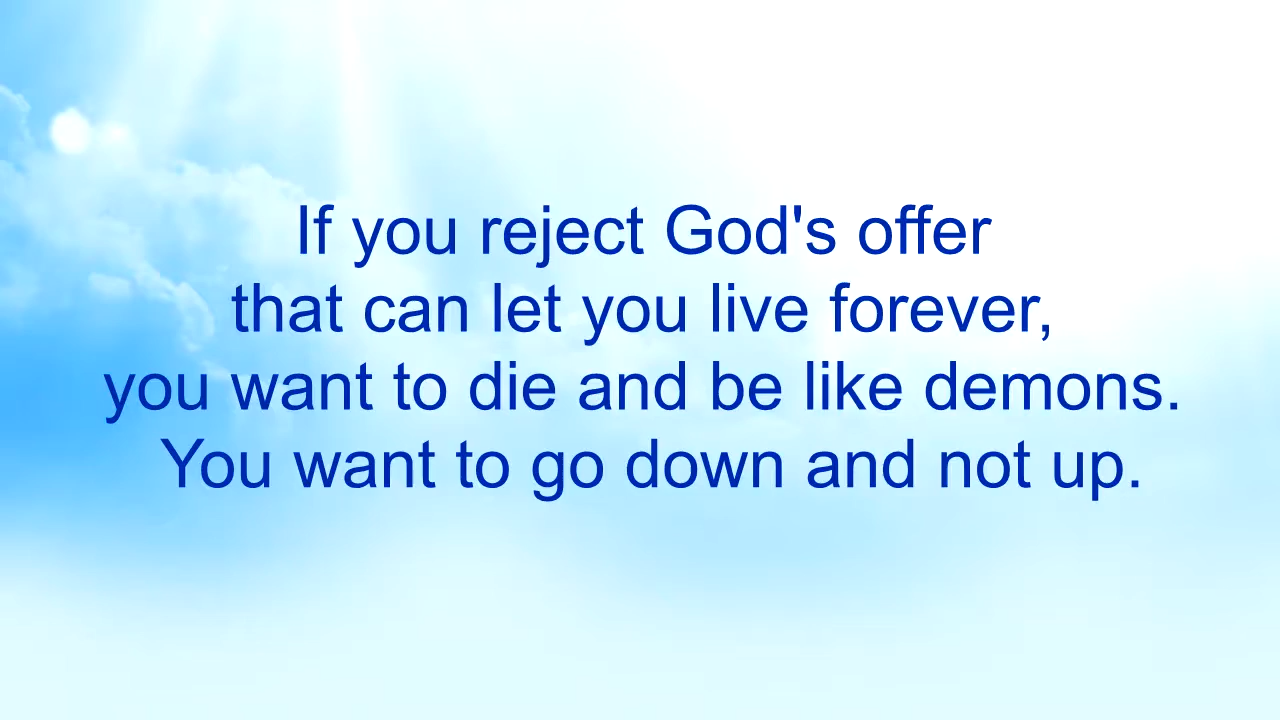 If you reject God's offer
that can let you live forever,
you want to die and be like demons.
You want to go down and not up.